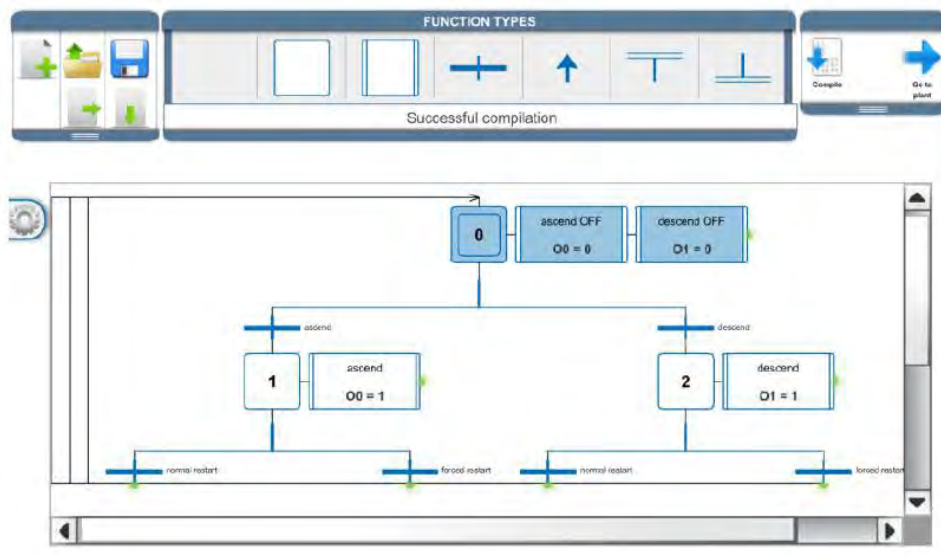 FUNCTION TYPES
Compile
Go to
plant
Successful compilation
0
ascend OFF
O0 = 0
descend OFF
O1 = 0
ascend
descend
1
ascend
O0 = 1
2
descend
O1 = 1
normal restart
forced restart
normal restart
forced restart